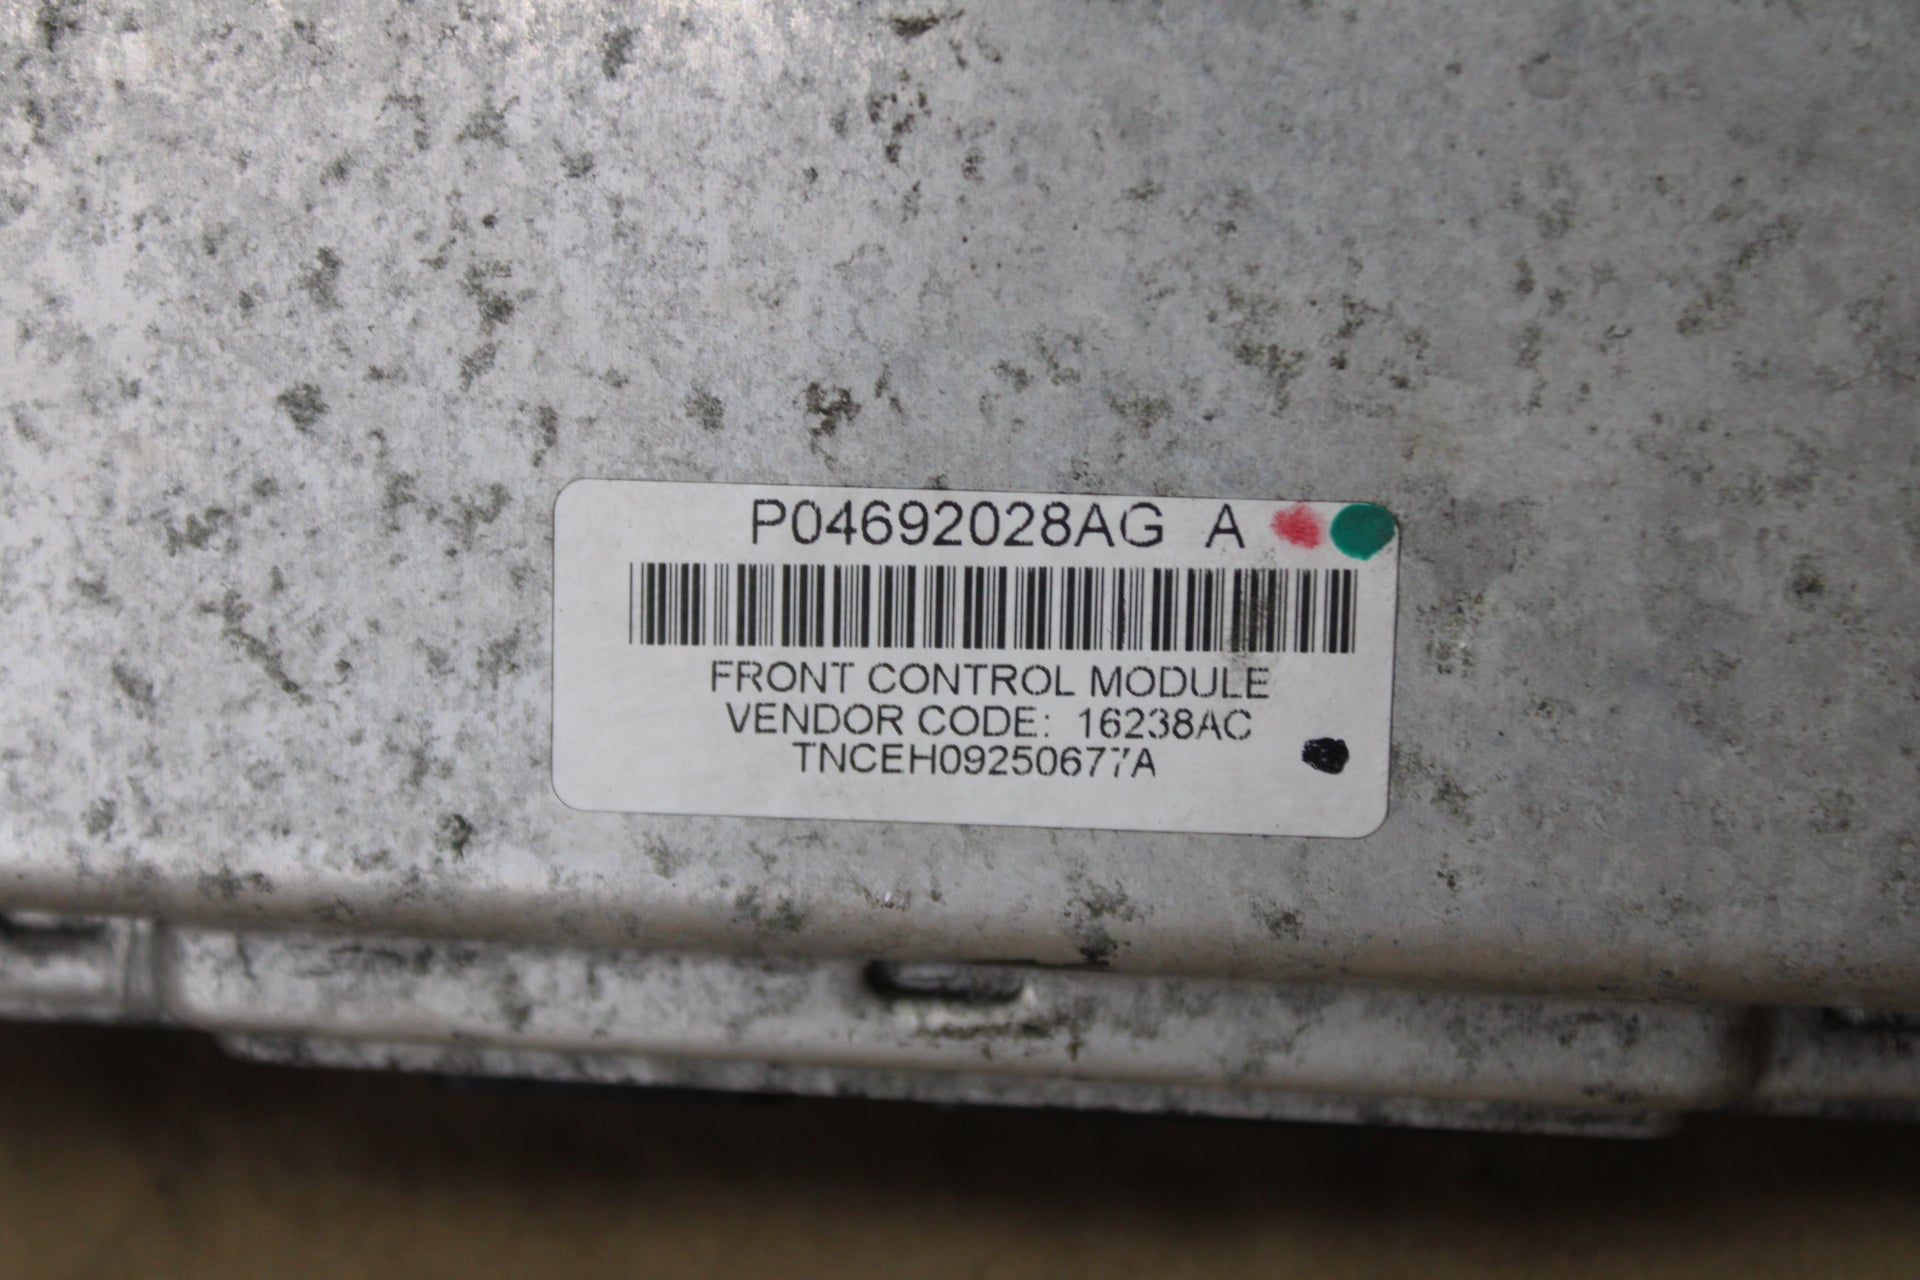 P04692028AG A
FRONT CONTROL MODULE
VENDOR CODE: 16238AC
TNCEH09250677A